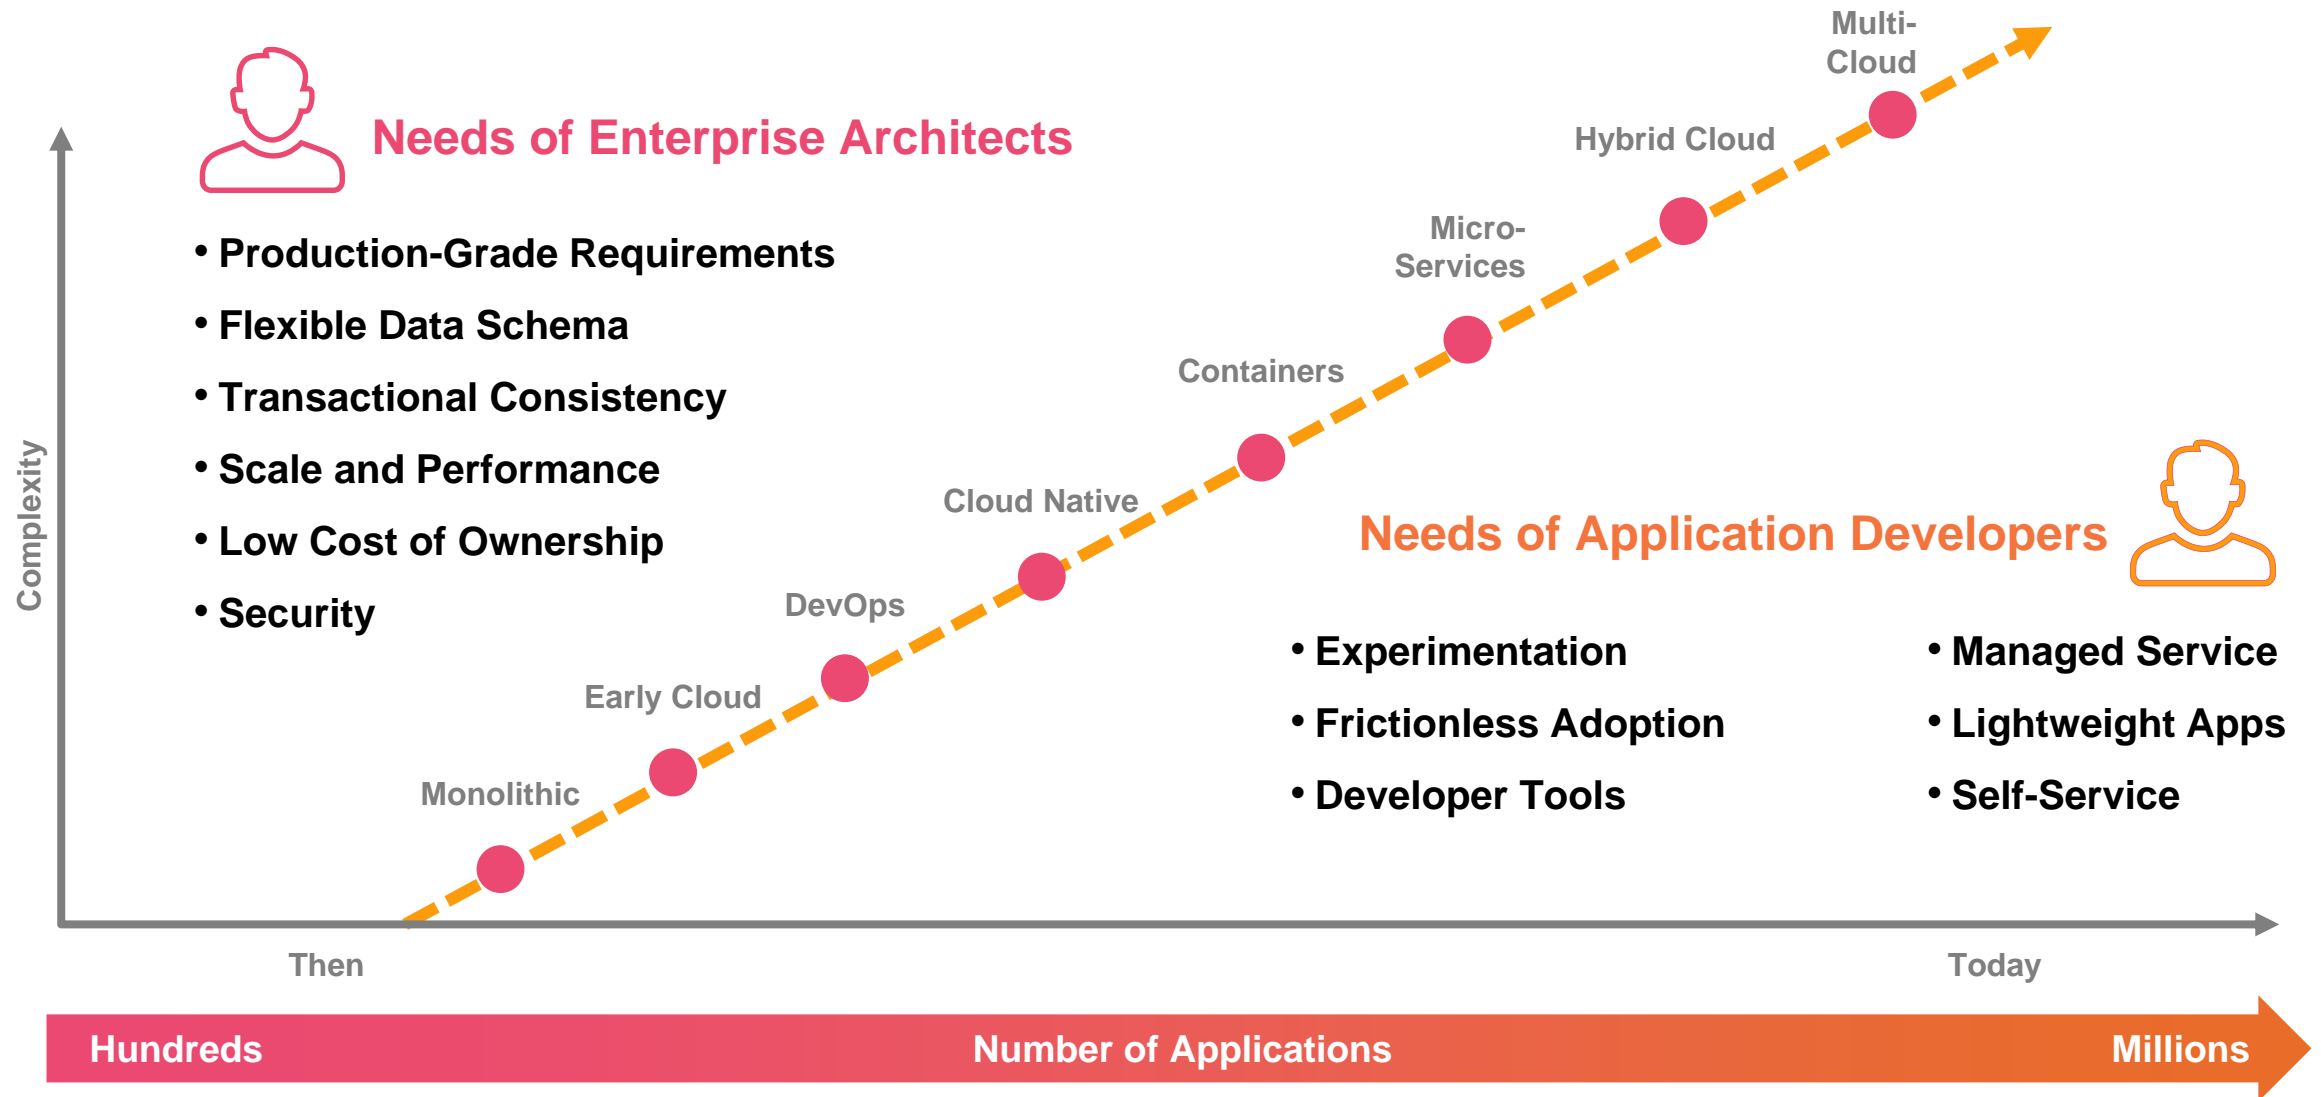 Needs of Enterprise Architects
• Production-Grade Requirements
• Flexible Data Schema
• Transactional Consistency
• Scale and Performance
• Low Cost of Ownership
• Security
Complexity
Monolithic
Early Cloud
DevOps
Cloud Native
Containers
Micro-
Services
Hybrid Cloud
Multi-
Cloud
Needs of Application Developers
• Experimentation
• Frictionless Adoption
• Developer Tools
• Managed Service
• Lightweight Apps
• Self-Service
Then
Today
Hundreds
Number of Applications
Millions